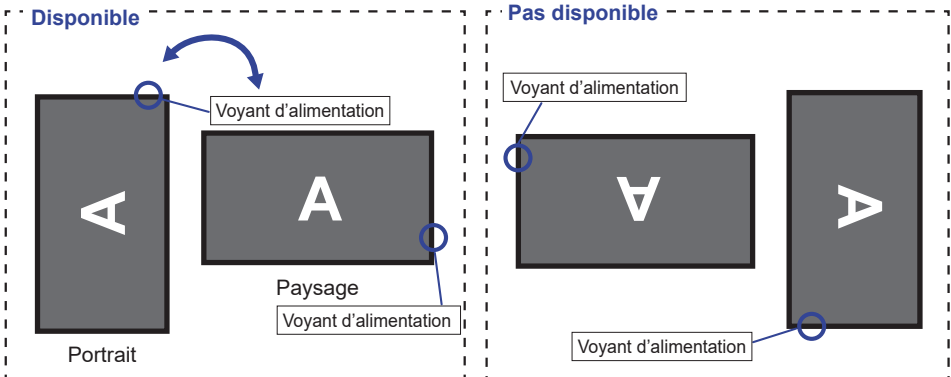 Disponible
Voyant d’alimentation
A
A
Paysage
Voyant d’alimentation
Portrait
Pas disponible
Voyant d’alimentation
A
A
Voyant d’alimentation